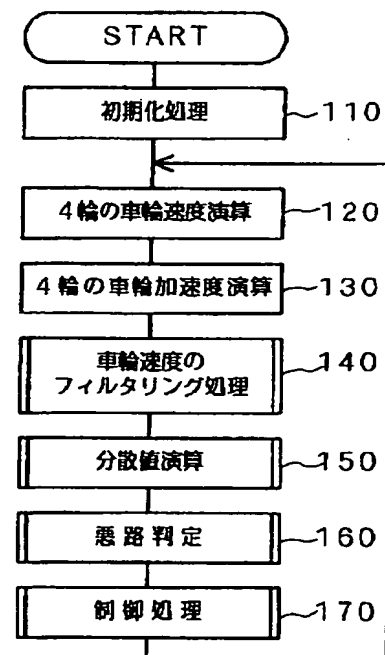 START
初期化処理 110
4輪の車輪速度演算 120
4輪の車輪加速度演算 130
車輪速度の
フィルタリング処理 140
分散値演算 150
悪路判定 160
制御処理 170